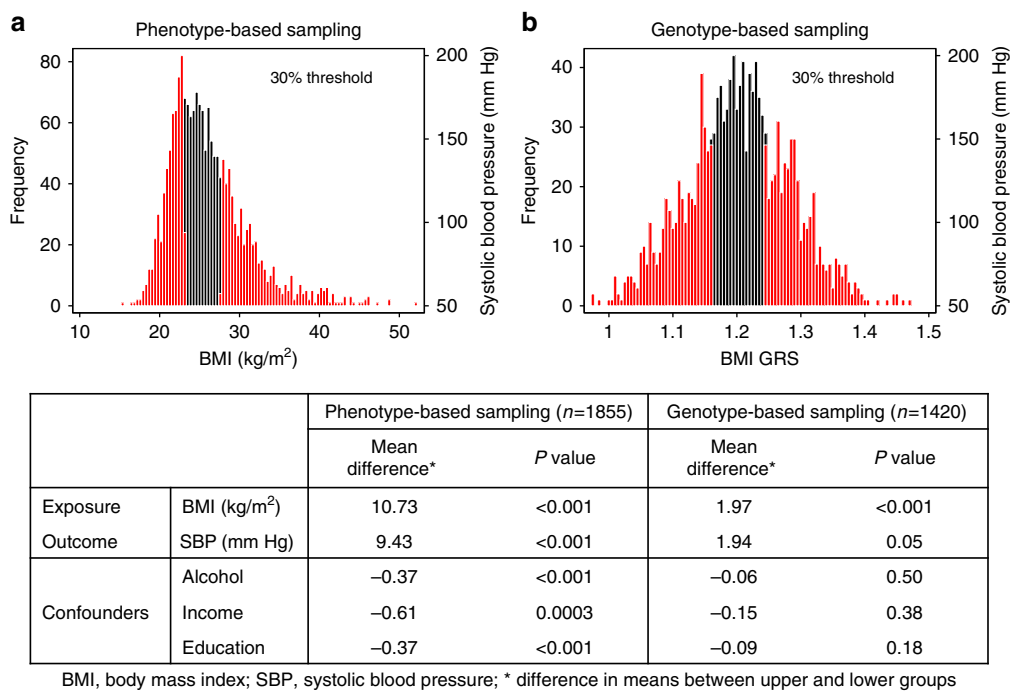 a
Phenotype-based sampling
30% threshold
Frequency
80
60
40
20
0
200
150
100
50
Systolic blood pressure (mm Hg)
10 20 30 40 50
BMI (kg/m²)
b
Genotype-based sampling
30% threshold
Frequency
40
30
20
10
0
200
150
100
50
Systolic blood pressure (mm Hg)
1 1.1 1.2 1.3 1.4 1.5
BMI GRS
Phenotype-based sampling (n=1855) Genotype-based sampling (n=1420)
Mean difference* P value Mean difference* P value
Exposure BMI (kg/m²) 10.73 <0.001 1.97 <0.001
Outcome SBP (mm Hg) 9.43 <0.001 1.94 0.05
Confounders
Alcohol –0.37 <0.001 –0.06 0.50
Income –0.61 0.0003 –0.15 0.38
Education –0.37 <0.001 –0.09 0.18
BMI, body mass index; SBP, systolic blood pressure; * difference in means between upper and lower groups